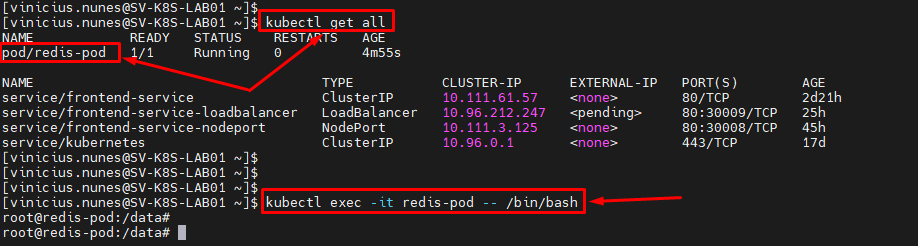 [vinicius.nunes@SV-K8S-LAB01 ~]$
[vinicius.nunes@SV-K8S-LAB01 ~]$ kubectl get all
NAME READY STATUS RESTARTS AGE
pod/redis-pod 1/1 Running 0 4m55s
NAME TYPE CLUSTER-IP EXTERNAL-IP PORT(S) AGE
service/frontend-service ClusterIP 10.111.61.57 <none> 80/TCP 2d21h
service/frontend-service-loadbalancer LoadBalancer 10.96.212.247 <pending> 80:30009/TCP 25h
service/frontend-service-nodeport NodePort 10.111.3.125 <none> 80:30008/TCP 45h
service/kubernetes ClusterIP 10.96.0.1 <none> 443/TCP 17d
[vinicius.nunes@SV-K8S-LAB01 ~]$
[vinicius.nunes@SV-K8S-LAB01 ~]$
[vinicius.nunes@SV-K8S-LAB01 ~]$
[vinicius.nunes@SV-K8S-LAB01 ~]$ kubectl exec -it redis-pod -- /bin/bash
root@redis-pod:/data#
root@redis-pod:/data#